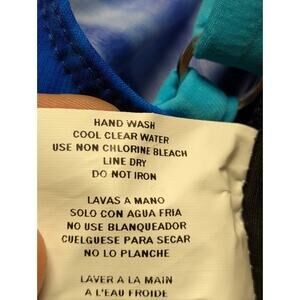 HAND WASH
COOL CLEAR WATER
USE NON CHLORINE BLEACH
LINE DRY
DO NOT IRON
LAVAS A MANO
SOLO CON AGUA FRIA
NO USE BLANQUEADOR
CUELGUESE PARA SECAR
NO LO PLANCHE
LAVER A LA MAIN
A L'EAU FROIDE